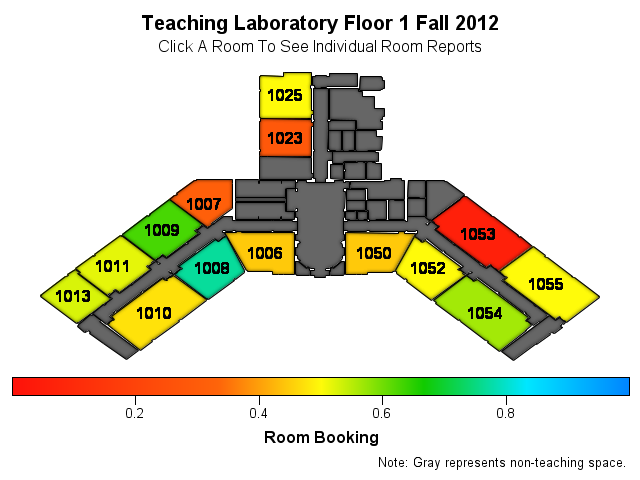 Teaching Laboratory Floor 1 Fall 2012
Click A Room To See Individual Room Reports
1025
1023
1007
1009
1011
1013
1006
1008
1010
1050
1052
1053
1054
1055
0.2 0.4 0.6 0.8
Room Booking
Note: Gray represents non-teaching space.